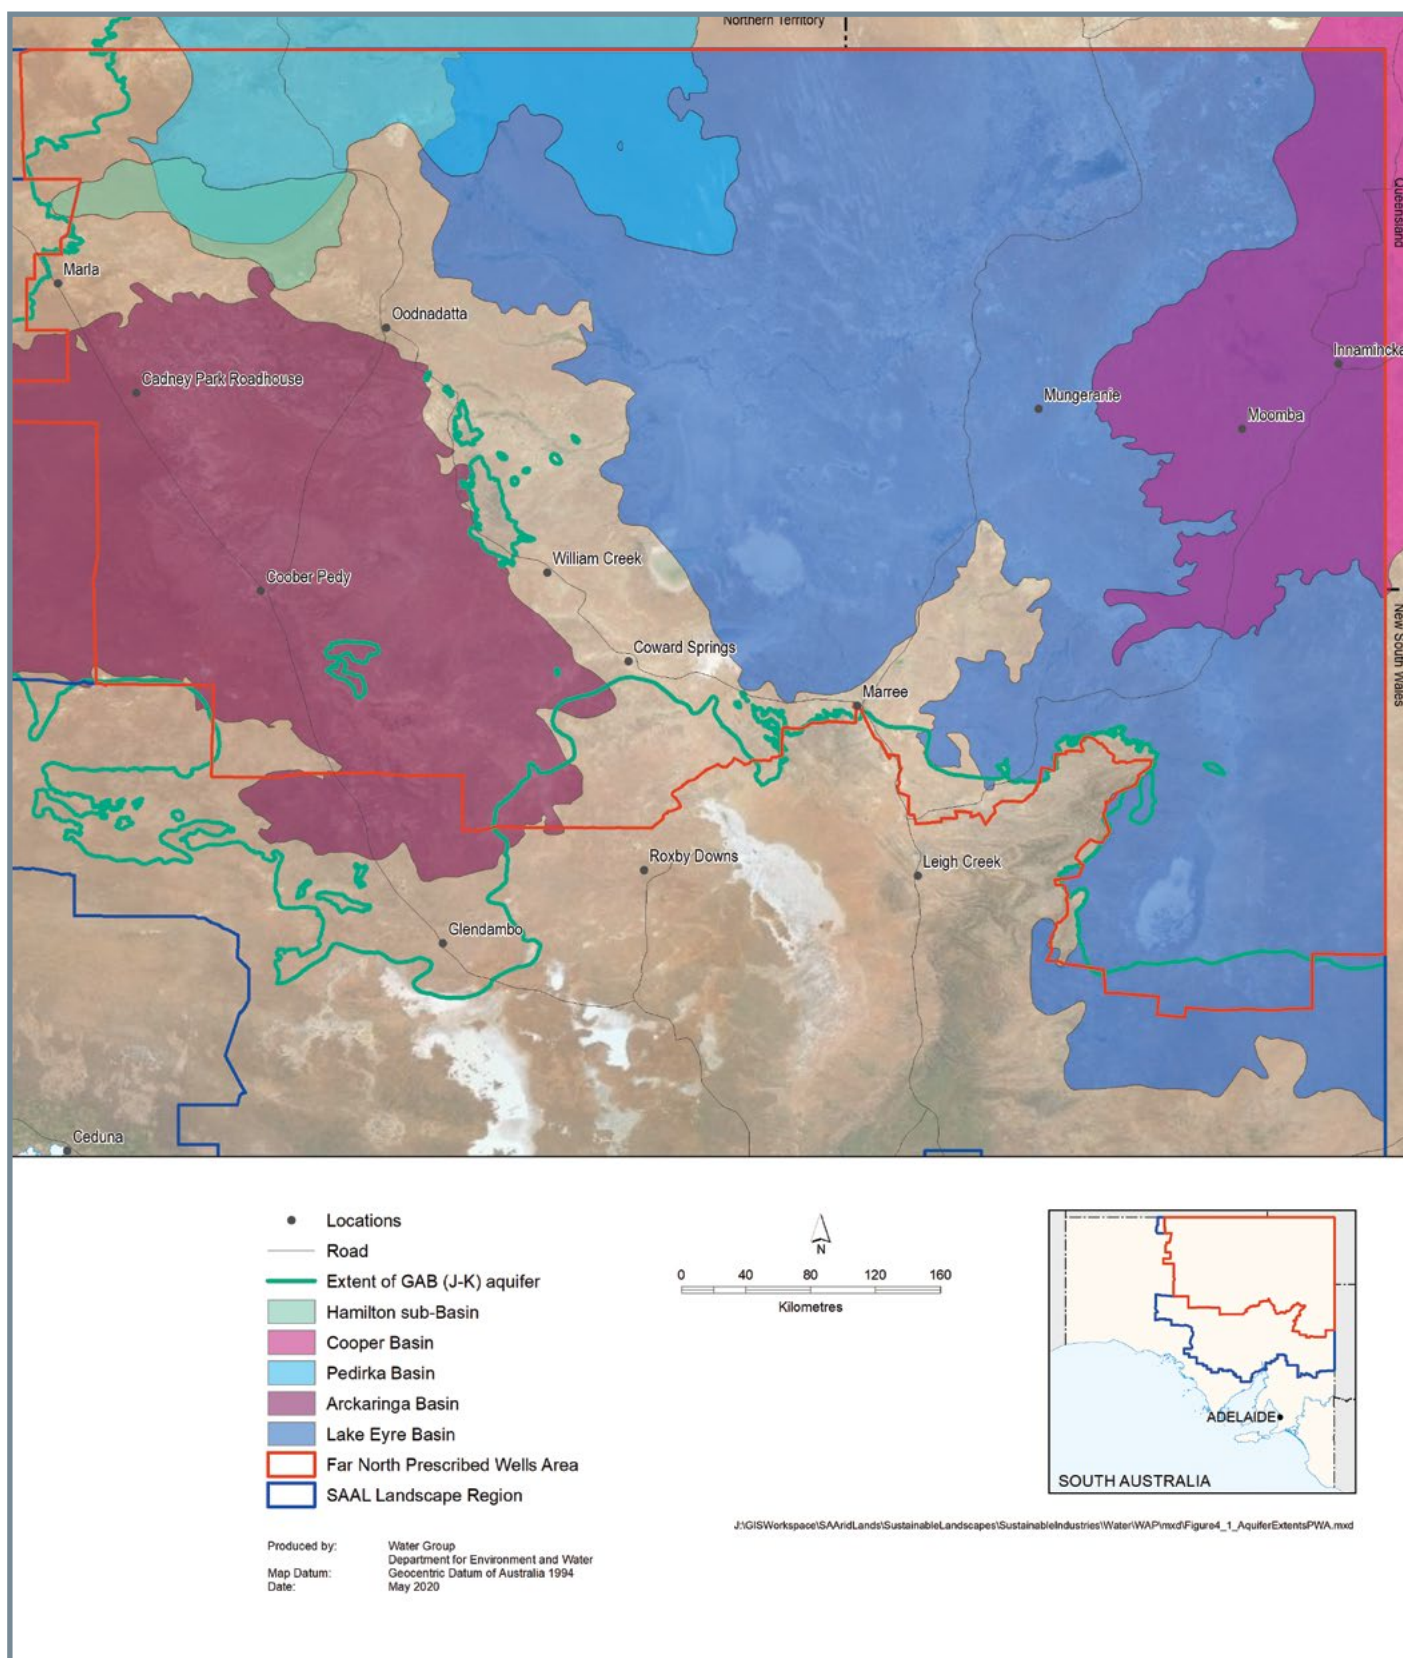 Northern Territory
Queensland
Marla
Oodnadatta
Innamincka
Cadney Park Roadhouse
Mungeranie
Moomba
William Creek
Coober Pedy
New South Wales
Coward Springs
Marree
Roxby Downs
Leigh Creek
Glendambo
Ceduna
Locations
Road
Extent of GAB (J-K) aquifer
Hamilton sub-Basin
Cooper Basin
Pedirka Basin
Arckaringa Basin
Lake Eyre Basin
Far North Prescribed Wells Area
SAAL Landscape Region
N
0 40 80 120 160
Kilometres
ADELAIDE
SOUTH AUSTRALIA
J:\GISWorkspace\SAAridLands\SustainableLandscapes\SustainableIndustries\Water\WAP\mxd\Figure4_1_AquiferExtentsPWA.mxd
Produced by: Water Group
Department for Environment and Water
Map Datum: Geocentric Datum of Australia 1994
Date: May 2020